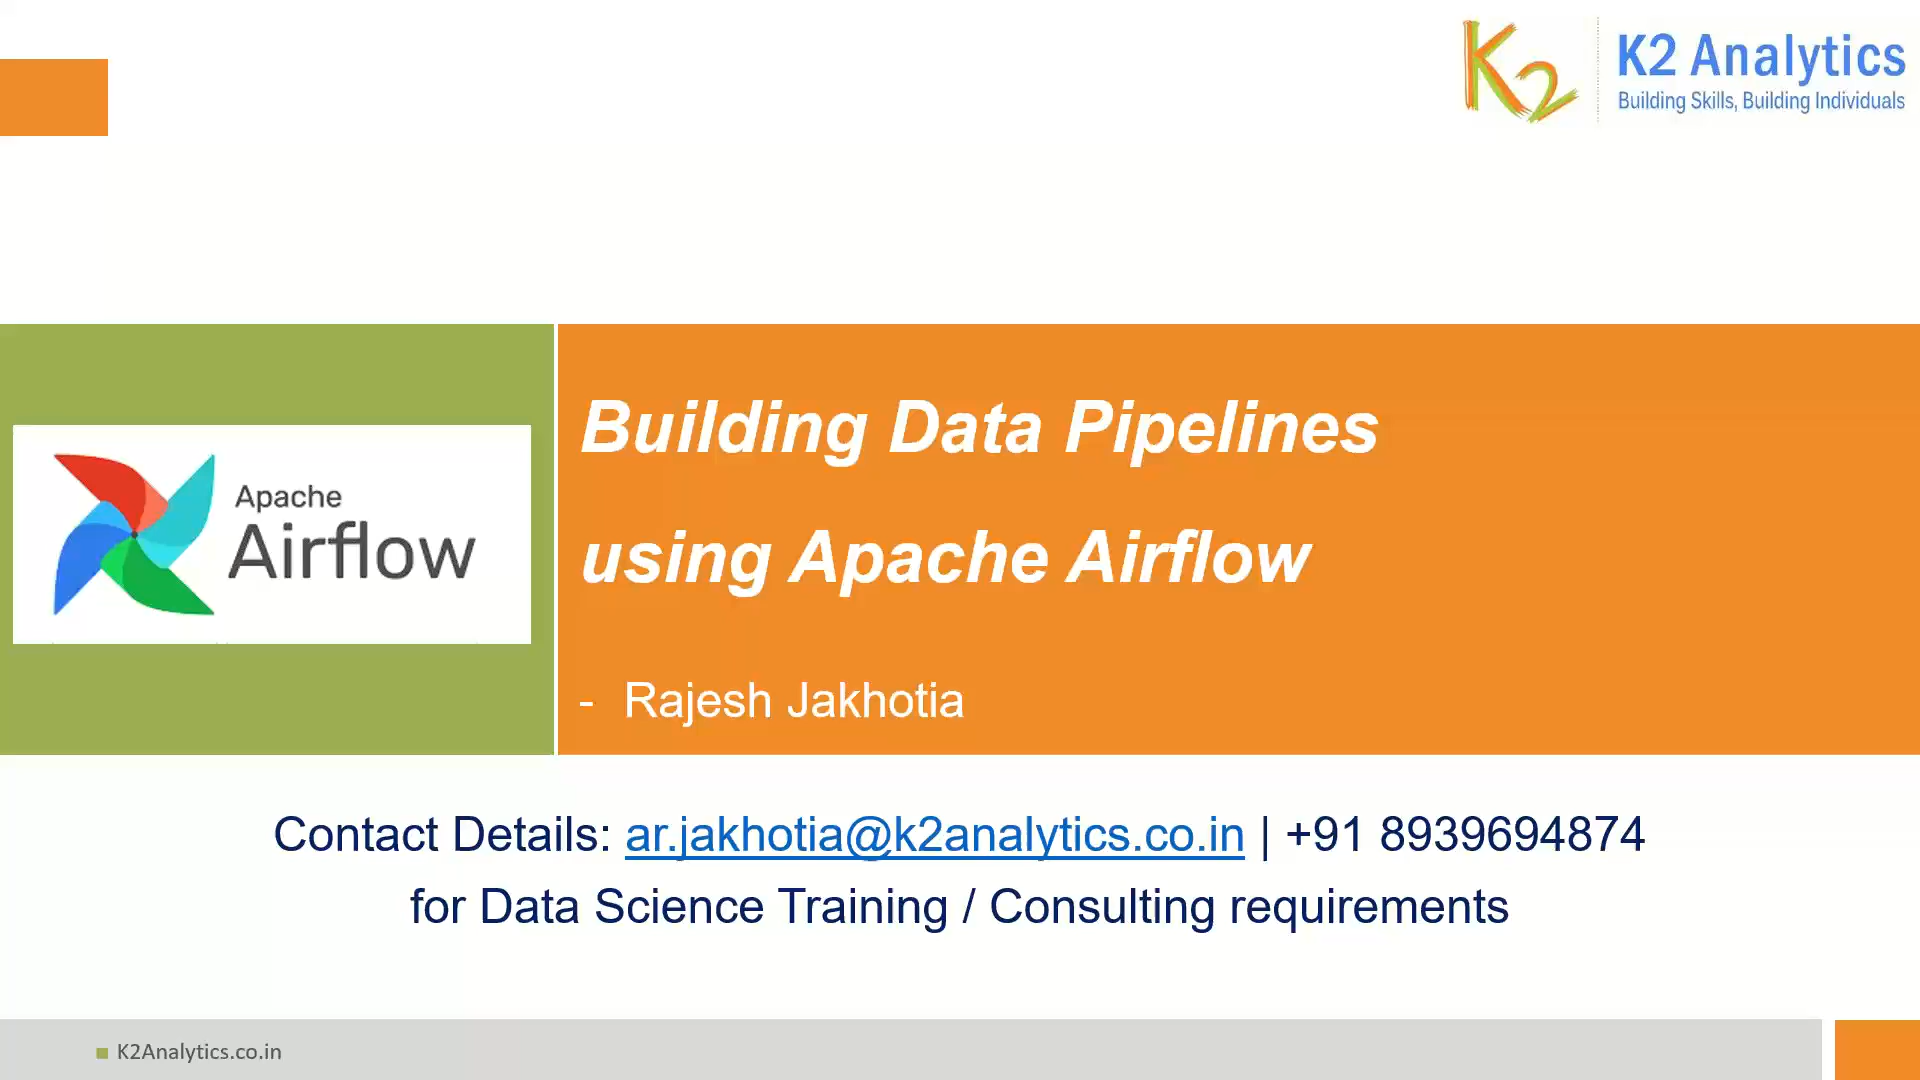 K2
K2 Analytics
Building Skills, Building Individuals
Apache
Airflow
Building Data Pipelines
using Apache Airflow
- Rajesh Jakhotia
Contact Details: ar.jakhotia@k2analytics.co.in | +91 8939694874
for Data Science Training / Consulting requirements
K2Analytics.co.in